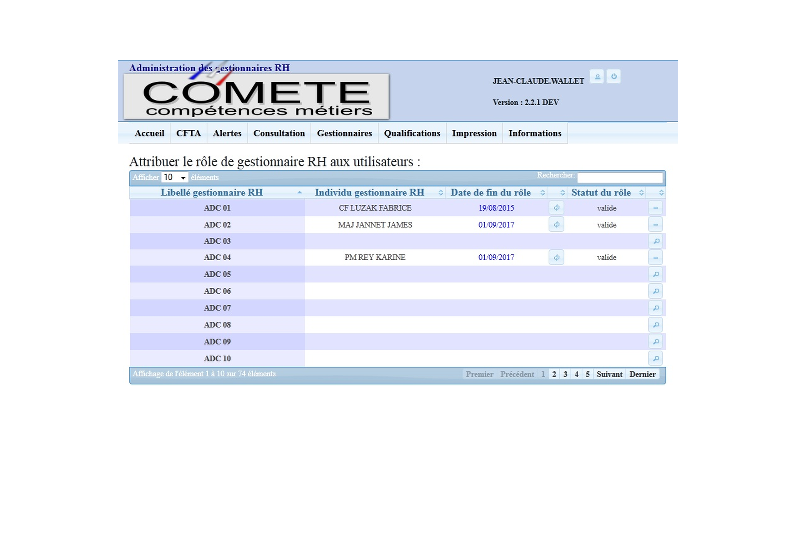 Administration des gestionnaires RH
COMETE
compétences métiers
JEAN-CLAUDE.WALLET
Version : 2.2.1 DEV
Accueil CFTA Alertes Consultation Gestionnaires Qualifications Impression Informations
Attribuer le rôle de gestionnaire RH aux utilisateurs :
Afficher 10 éléments Rechercher
Libellé gestionnaire RH Individu gestionnaire RH Date de fin du rôle Statut du rôle
ADC 01 CF LUZAK FABRICE 19/08/2015 valide
ADC 02 MAJ JANNET JAMES 01/09/2017 valide
ADC 03
ADC 04 PM REY KARINE 01/09/2017 valide
ADC 05
ADC 06
ADC 07
ADC 08
ADC 09
ADC 10
Affichage de l'élément 1 à 10 sur 74 éléments Premier Précédent 1 2 3 4 5 Suivant Dernier